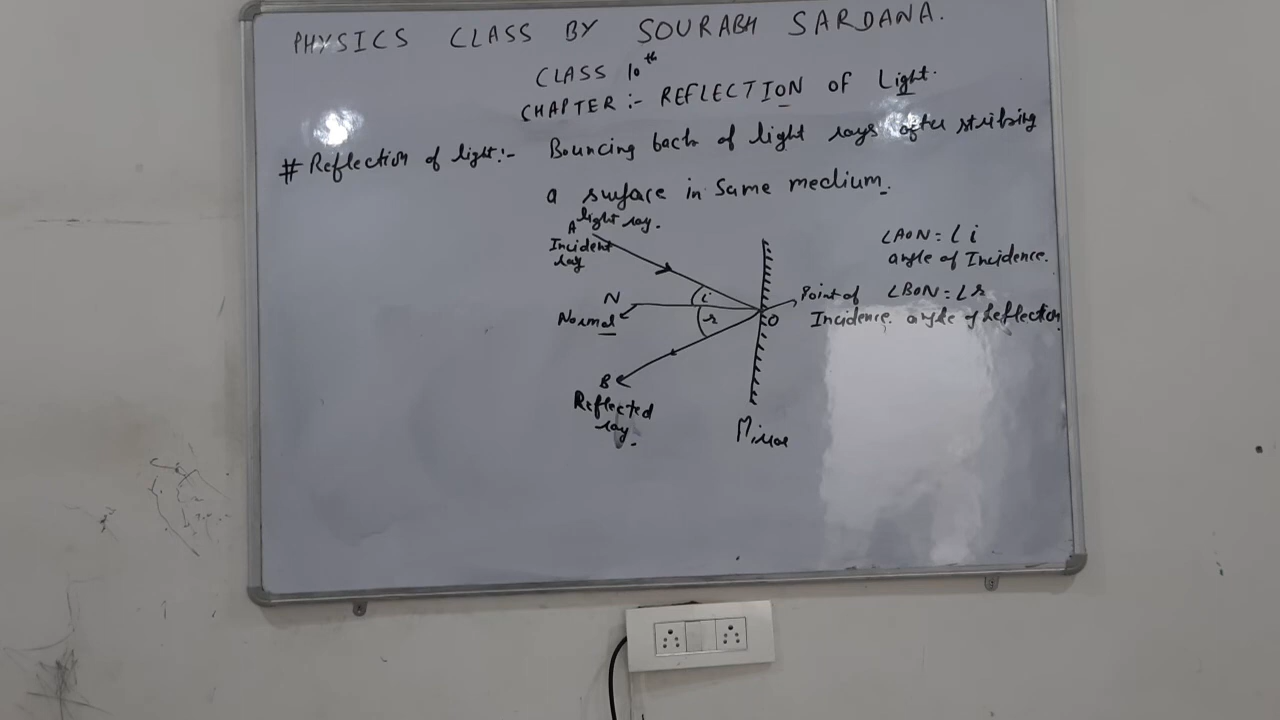 PHYSICS CLASS BY SOURABH SARDANA.
CLASS 10th
CHAPTER :- REFLECTION OF Light.
# Reflection of light:- Bouncing back of light rays after striking
a surface in same medium.
A light ray.
Incident
ray
N
Normal
i
r
O
B
Reflected
ray.
Mirror
Point of
Incidence.
∠AON = ∠i
angle of Incidence.
∠BON = ∠r
angle of Reflection